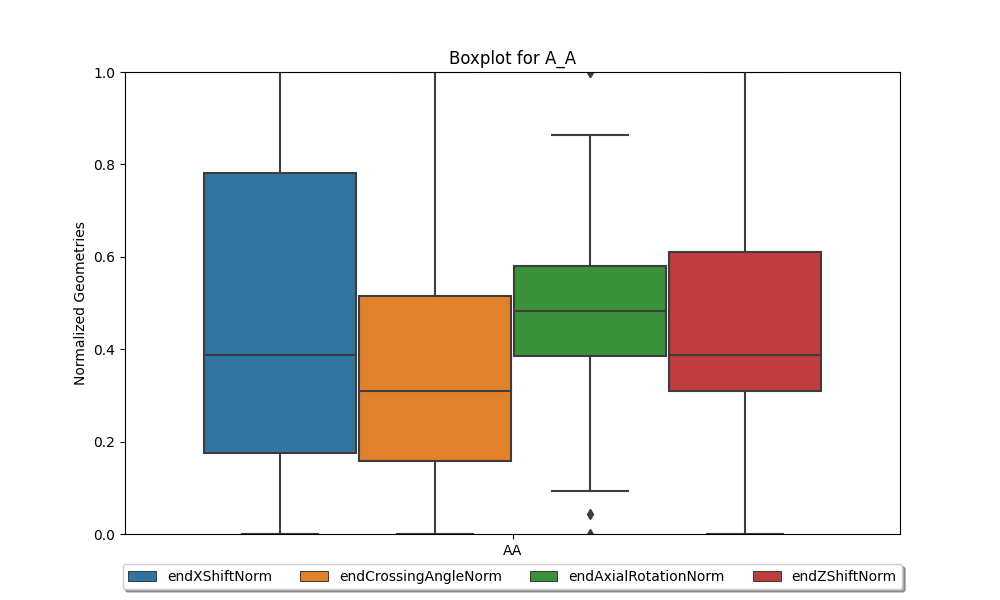 Boxplot for A_A
1.0
0.8
0.6
0.4
0.2
0.0
Normalized Geometries
AA
endXShiftNorm endCrossingAngleNorm endAxialRotationNorm endZShiftNorm